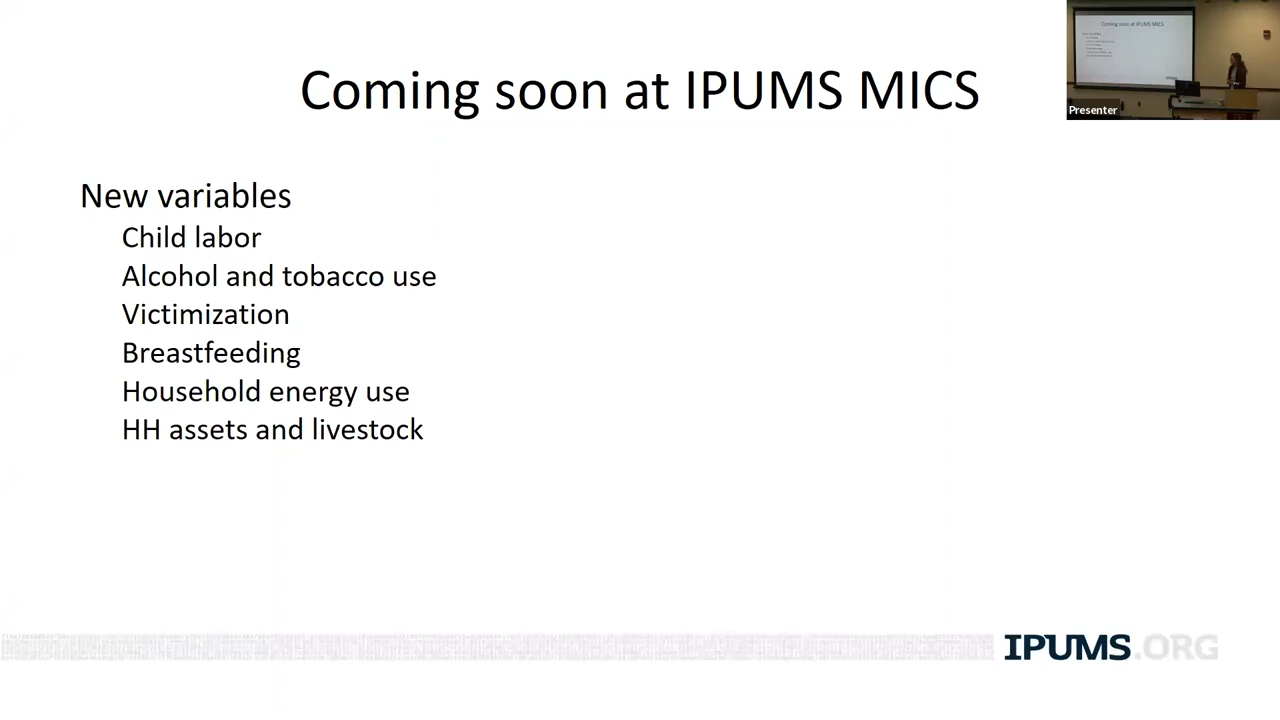 Coming soon at IPUMS MICS
Presenter
New variables
Child labor
Alcohol and tobacco use
Victimization
Breastfeeding
Household energy use
HH assets and livestock
IPUMS.ORG